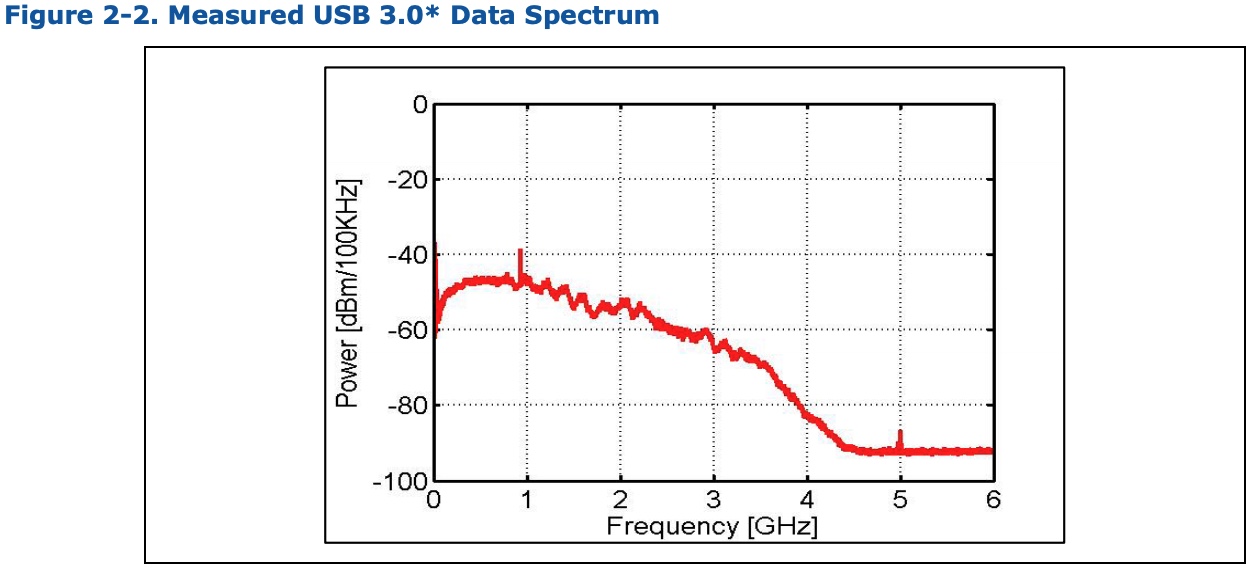 Figure 2-2. Measured USB 3.0* Data Spectrum
Power [dBm/100KHz]
0
-20
-40
-60
-80
-100
0 1 2 3 4 5 6
Frequency [GHz]